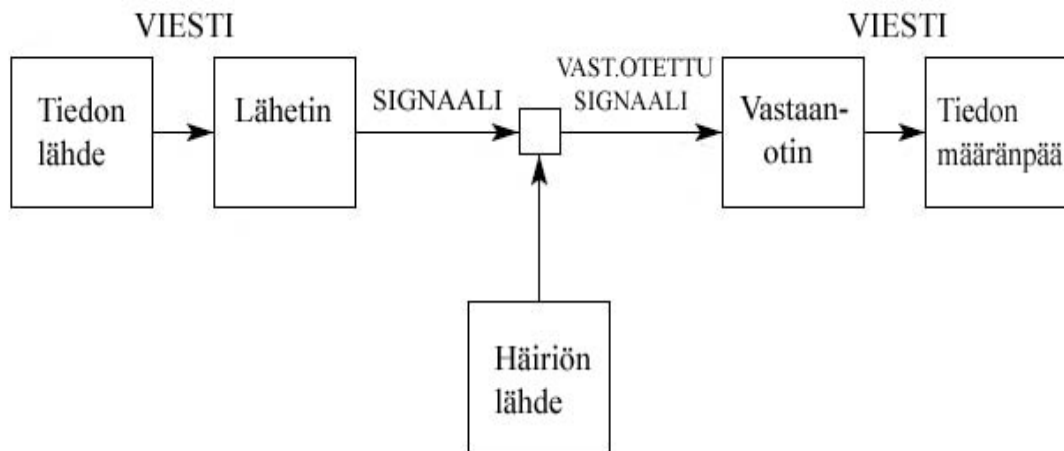 VIESTI
VIESTI
Tiedon
lähde
Lähetin
SIGNAALI
VAST.OTETTU
SIGNAALI
Vastaan-
otin
Tiedon
määränpää
Häiriön
lähde